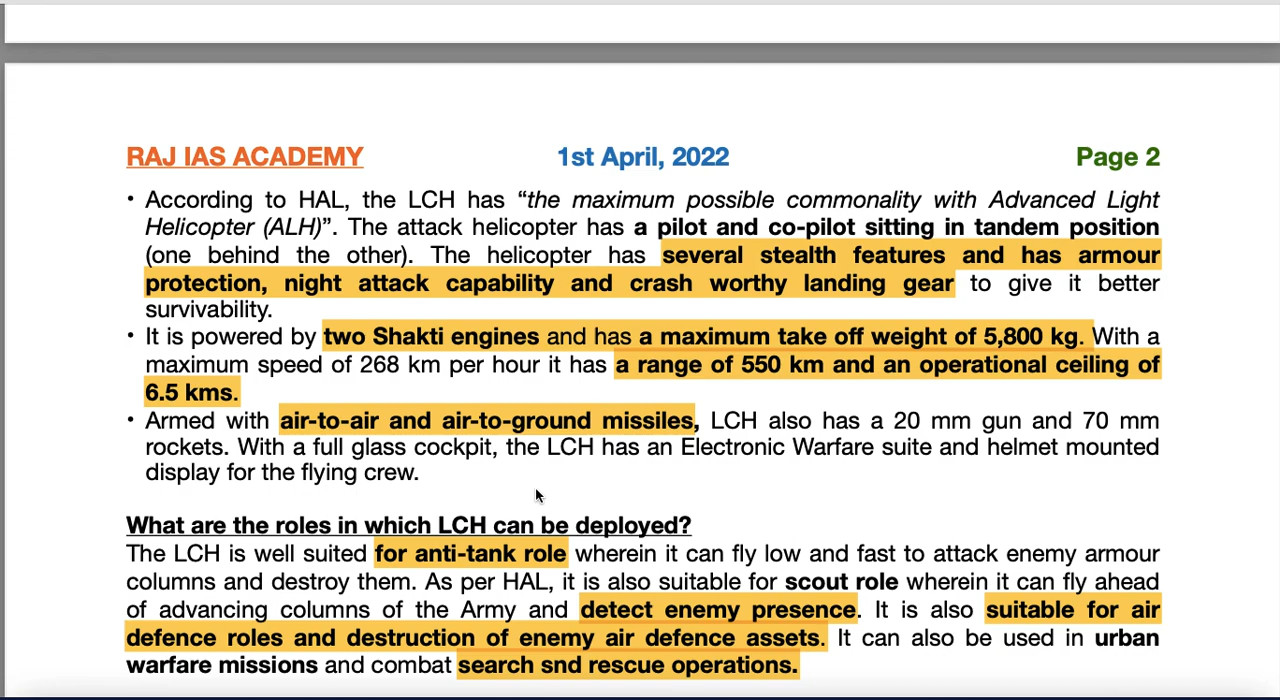 RAJ IAS ACADEMY 1st April, 2022 Page 2
• According to HAL, the LCH has “the maximum possible commonality with Advanced Light
Helicopter (ALH)”. The attack helicopter has a pilot and co-pilot sitting in tandem position
(one behind the other). The helicopter has several stealth features and has armour
protection, night attack capability and crash worthy landing gear to give it better
survivability.
• It is powered by two Shakti engines and has a maximum take off weight of 5,800 kg. With a
maximum speed of 268 km per hour it has a range of 550 km and an operational ceiling of
6.5 kms.
• Armed with air-to-air and air-to-ground missiles, LCH also has a 20 mm gun and 70 mm
rockets. With a full glass cockpit, the LCH has an Electronic Warfare suite and helmet mounted
display for the flying crew.
What are the roles in which LCH can be deployed?
The LCH is well suited for anti-tank role wherein it can fly low and fast to attack enemy armour
columns and destroy them. As per HAL, it is also suitable for scout role wherein it can fly ahead
of advancing columns of the Army and detect enemy presence. It is also suitable for air
defence roles and destruction of enemy air defence assets. It can also be used in urban
warfare missions and combat search snd rescue operations.